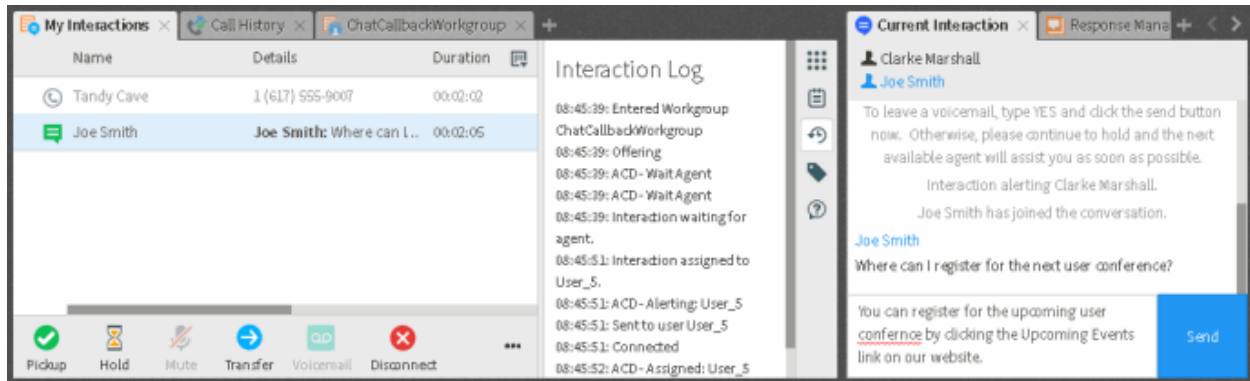 My Interactions
Call History
ChatCallbackWorkgroup
Name Details Duration
Tandy Cave 1 (617) 555-9007 00:02:02
Joe Smith Joe Smith: Where can I... 00:02:05
Pickup Hold Mute Transfer Voicemail Disconnect
Interaction Log
08:45:39: Entered Workgroup
ChatCallbackWorkgroup
08:45:39: Offering
08:45:39: ACD - Wait Agent
08:45:39: ACD - Wait Agent
08:45:39: Interaction waiting for
agent.
08:45:51: Interaction assigned to
User_5.
08:45:51: ACD - Alerting: User_5
08:45:51: Sent to user User_5
08:45:51: Connected
08:45:52: ACD - Assigned: User_5
Current Interaction
Response Mana
Clarke Marshall
Joe Smith
To leave a voicemail, type YES and click the send button
now. Otherwise, please continue to hold and the next
available agent will assist you as soon as possible.
Interaction alerting Clarke Marshall.
Joe Smith has joined the conversation.
Joe Smith
Where can I register for the next user conference?
You can register for the upcoming user
confernce by clicking the Upcoming Events
link on our website.
Send